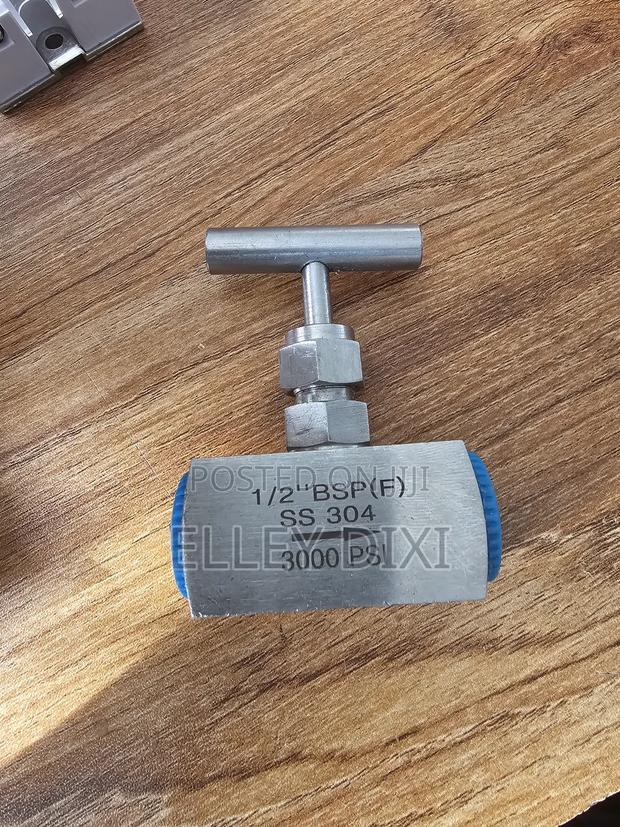 POSTED ON JIJI
1/2"BSP(F)
SS 304
ELLEY DIXI
3000 PSI